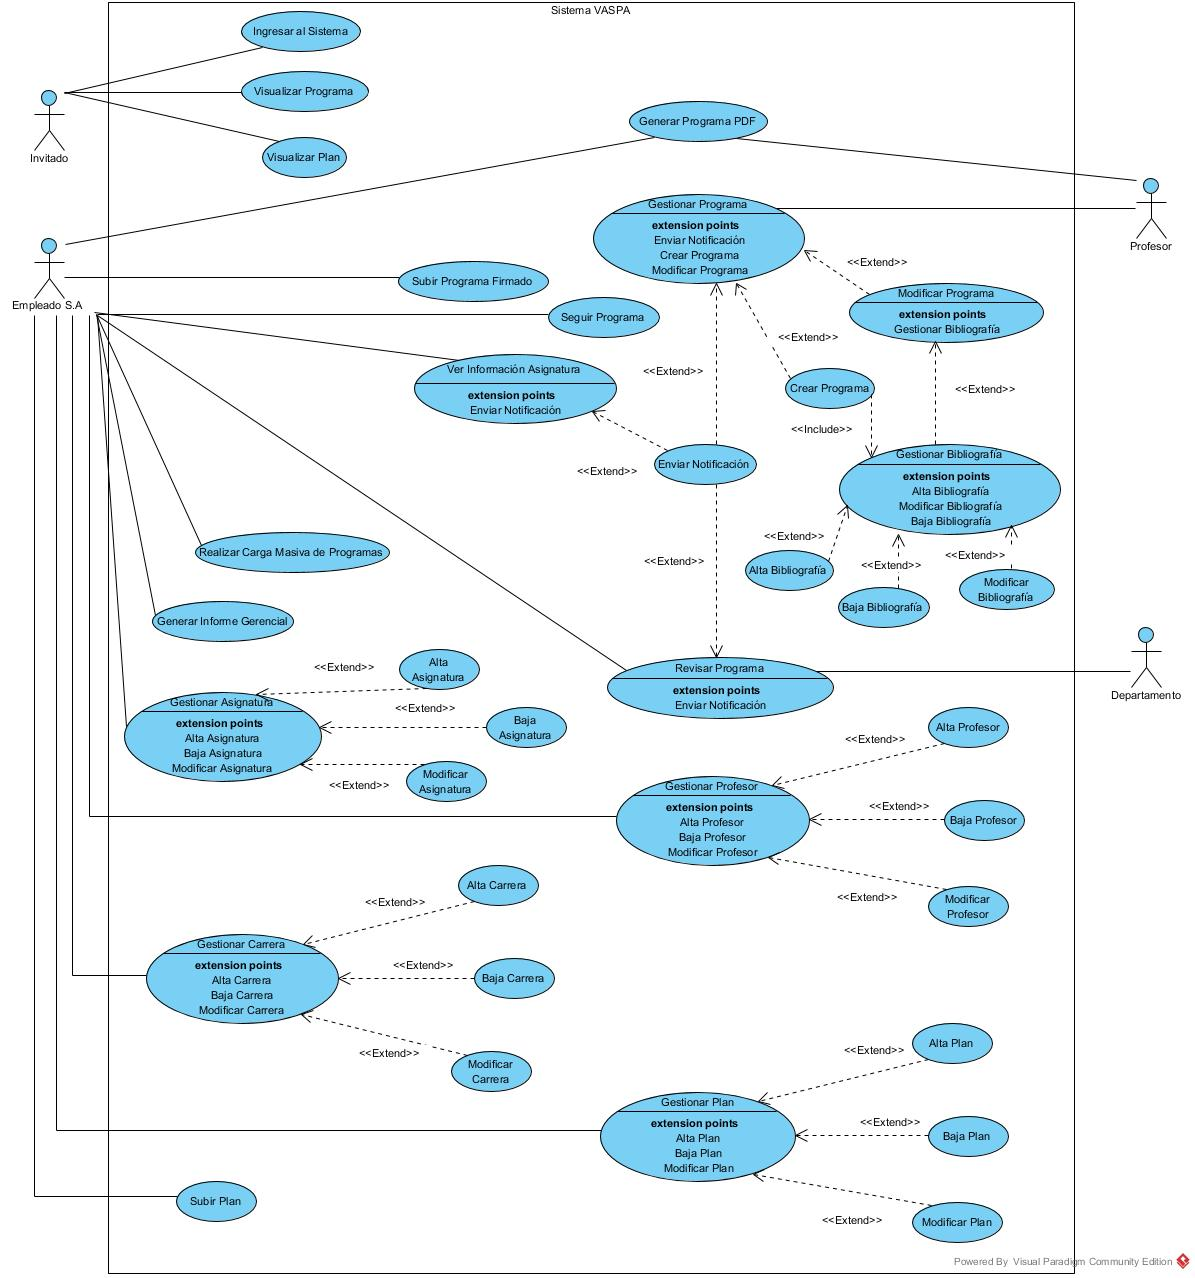 Sistema VASPA
Ingresar al Sistema
Visualizar Programa
Invitado
Visualizar Plan
Generar Programa PDF
Profesor
Gestionar Programa
extension points
Enviar Notificación
Crear Programa
Modificar Programa
<<Extend>>
Empleado S.A
Subir Programa Firmado
Seguir Programa
Modificar Programa
extension points
Gestionar Bibliografía
<<Extend>>
<<Extend>>
Ver Información Asignatura
extension points
Enviar Notificación
Crear Programa
<<Extend>>
<<Include>>
Enviar Notificación
<<Extend>>
Gestionar Bibliografía
extension points
Alta Bibliografía
Modificar Bibliografía
Baja Bibliografía
<<Extend>>
<<Extend>>
<<Extend>>
<<Extend>>
Realizar Carga Masiva de Programas
Alta Bibliografía
Baja Bibliografía
Modificar
Bibliografía
Generar Informe Gerencial
Departamento
Revisar Programa
extension points
Enviar Notificación
<<Extend>>
Alta
Asignatura
Gestionar Asignatura
extension points
Alta Asignatura
Baja Asignatura
Modificar Asignatura
<<Extend>>
Baja
Asignatura
<<Extend>>
Modificar
Asignatura
Alta Profesor
<<Extend>>
Gestionar Profesor
extension points
Alta Profesor
Baja Profesor
Modificar Profesor
<<Extend>>
Baja Profesor
<<Extend>>
Modificar
Profesor
Alta Carrera
<<Extend>>
Gestionar Carrera
extension points
Alta Carrera
Baja Carrera
Modificar Carrera
<<Extend>>
Baja Carrera
<<Extend>>
Modificar
Carrera
Alta Plan
<<Extend>>
Gestionar Plan
extension points
Alta Plan
Baja Plan
Modificar Plan
<<Extend>>
Baja Plan
<<Extend>>
Modificar Plan
Subir Plan
Powered By Visual Paradigm Community Edition